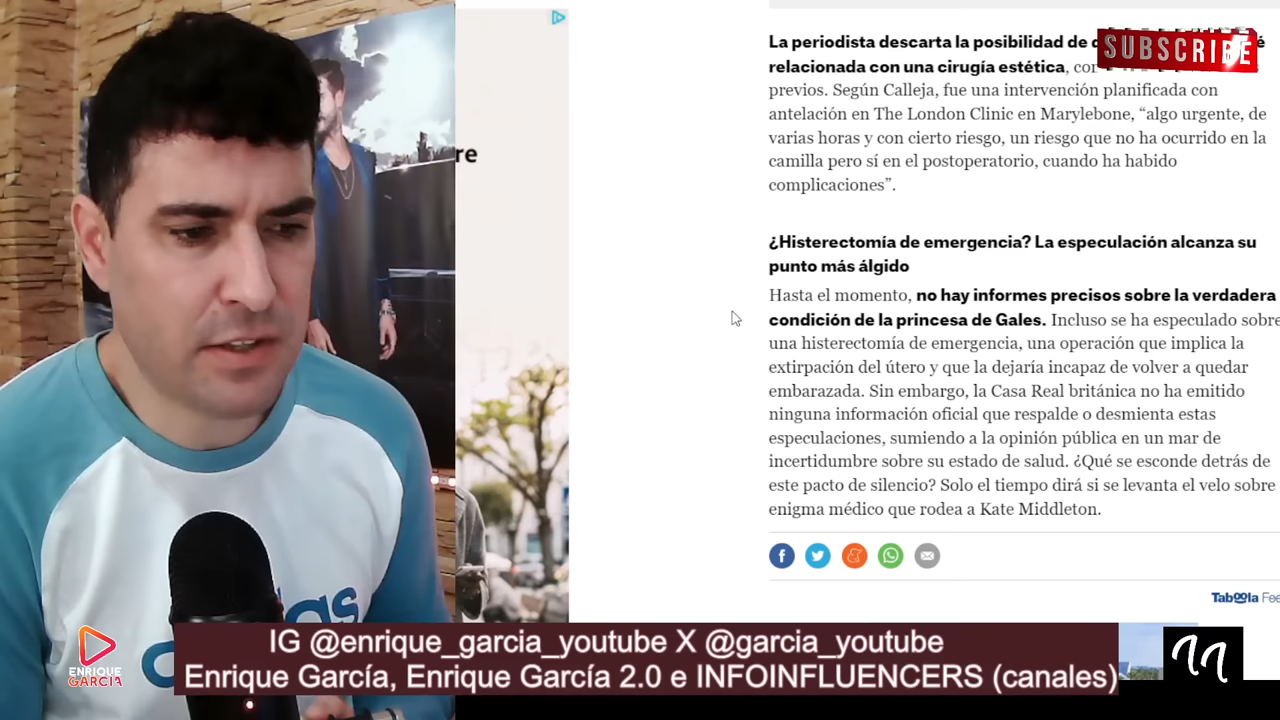 La periodista descarta la posibilidad de
SUBSCRIBE
relacionada con una cirugía estética,
previos. Según Calleja, fue una intervención planificada con
antelación en The London Clinic en Marylebone, “algo urgente, de
varias horas y con cierto riesgo, un riesgo que no ha ocurrido en la
camilla pero sí en el postoperatorio, cuando ha habido
complicaciones”.
re
¿Histerectomía de emergencia? La especulación alcanza su
punto más álgido
Hasta el momento, no hay informes precisos sobre la verdadera
condición de la princesa de Gales. Incluso se ha especulado sobre
una histerectomía de emergencia, una operación que implica la
extirpación del útero y que la dejaría incapaz de volver a quedar
embarazada. Sin embargo, la Casa Real británica no ha emitido
ninguna información oficial que respalde o desmienta estas
especulaciones, sumiendo a la opinión pública en un mar de
incertidumbre sobre su estado de salud. ¿Qué se esconde detrás de
este pacto de silencio? Solo el tiempo dirá si se levanta el velo sobre
enigma médico que rodea a Kate Middleton.
Taboola Fee
IG @enrique_garcia_youtube X @garcia_youtube
Enrique García, Enrique García 2.0 e INFOINFLUENCERS (canales)
ENRIQUE
GARCÍA